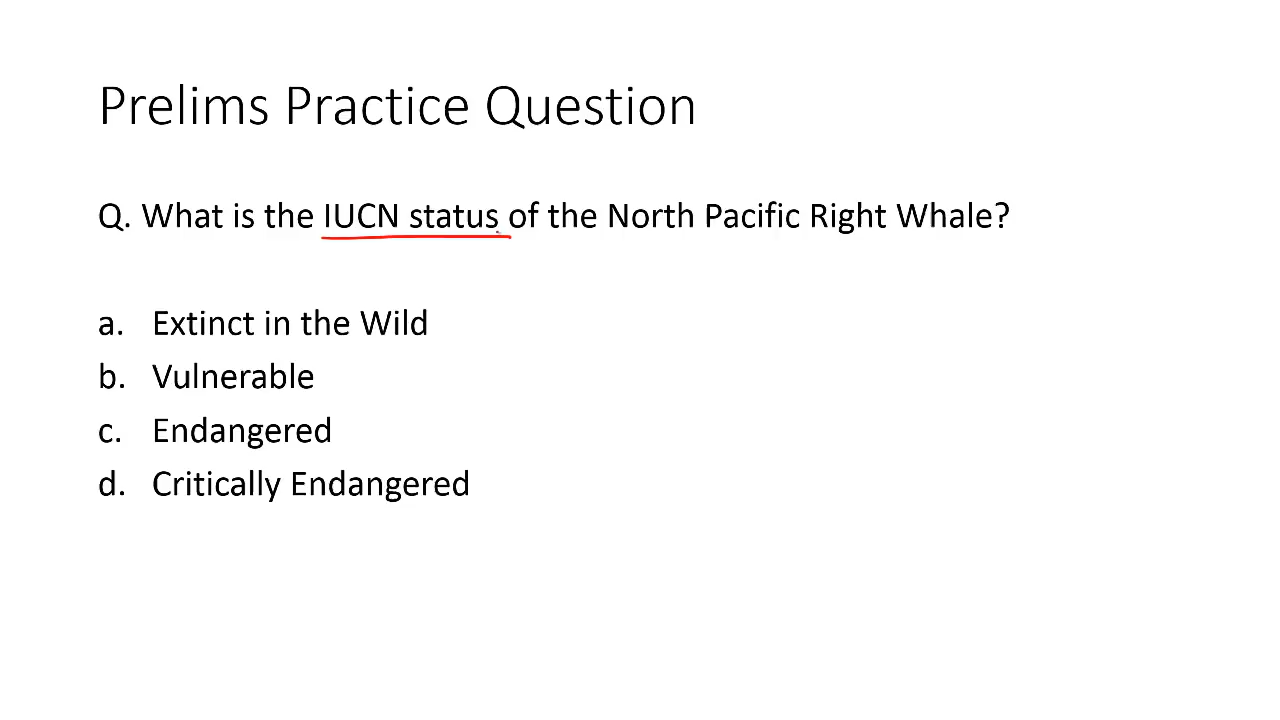 Prelims Practice Question
Q. What is the IUCN status of the North Pacific Right Whale?
a. Extinct in the Wild
b. Vulnerable
c. Endangered
d. Critically Endangered